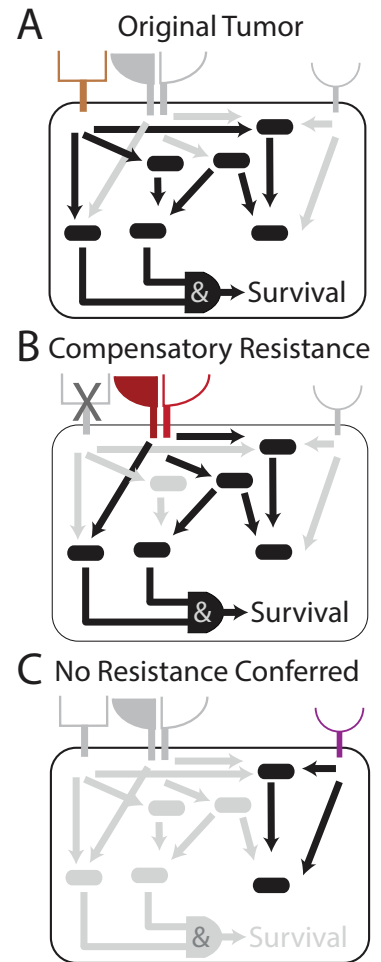 A Original Tumor
& Survival
B Compensatory Resistance
X
& Survival
C No Resistance Conferred
& Survival